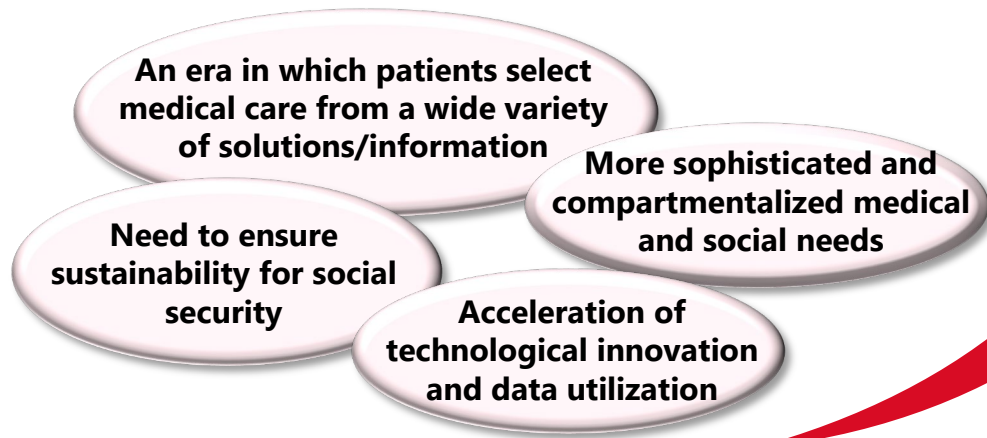 An era in which patients select
medical care from a wide variety
of solutions/information
More sophisticated and
compartmentalized medical
and social needs
Need to ensure
sustainability for social
security
Acceleration of
technological innovation
and data utilization